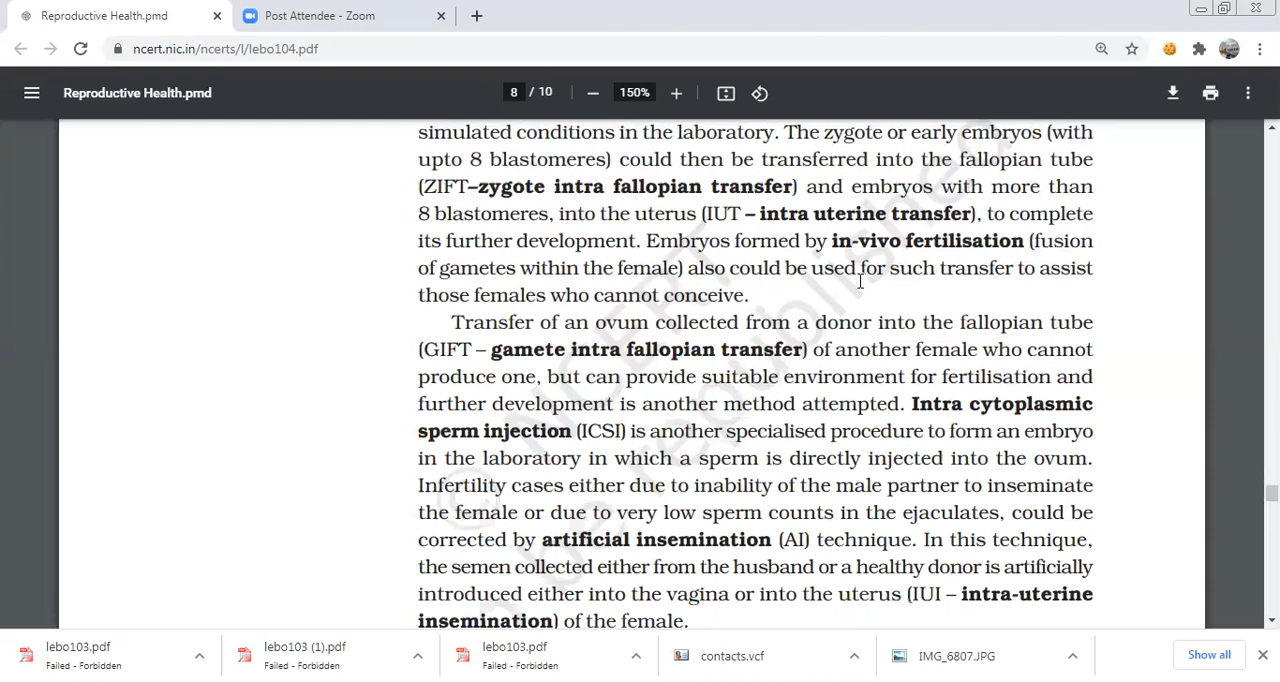 Reproductive Health.pmd
Post Attendee - Zoom
ncert.nic.in/ncerts/l/lebo104.pdf
Reproductive Health.pmd
8 / 10
150%
simulated conditions in the laboratory. The zygote or early embryos (with
upto 8 blastomeres) could then be transferred into the fallopian tube
(ZIFT–zygote intra fallopian transfer) and embryos with more than
8 blastomeres, into the uterus (IUT – intra uterine transfer), to complete
its further development. Embryos formed by in-vivo fertilisation (fusion
of gametes within the female) also could be used for such transfer to assist
those females who cannot conceive.
Transfer of an ovum collected from a donor into the fallopian tube
(GIFT – gamete intra fallopian transfer) of another female who cannot
produce one, but can provide suitable environment for fertilisation and
further development is another method attempted. Intra cytoplasmic
sperm injection (ICSI) is another specialised procedure to form an embryo
in the laboratory in which a sperm is directly injected into the ovum.
Infertility cases either due to inability of the male partner to inseminate
the female or due to very low sperm counts in the ejaculates, could be
corrected by artificial insemination (AI) technique. In this technique,
the semen collected either from the husband or a healthy donor is artificially
introduced either into the vagina or into the uterus (IUI – intra-uterine
insemination) of the female.
© NCERT
be republished
lebo103.pdf
Failed - Forbidden
lebo103 (1).pdf
Failed - Forbidden
lebo103.pdf
Failed - Forbidden
contacts.vcf
IMG_6807.JPG
Show all